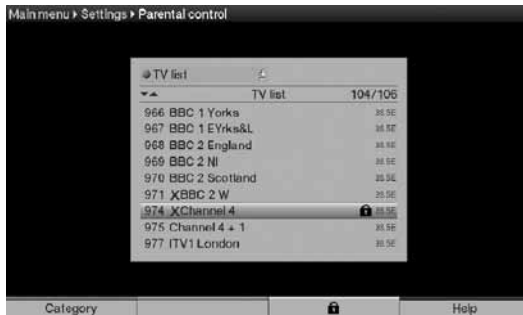 Main menu Settings Parental control
TV list
TV list 104/106
966 BBC 1 Yorks
967 BBC 1 EYrks&L
968 BBC 2 England
969 BBC 2 NI
970 BBC 2 Scotland
971 XBBC 2 W
974 XChannel 4
975 Channel 4 + 1
977 ITV1 London
Category Help